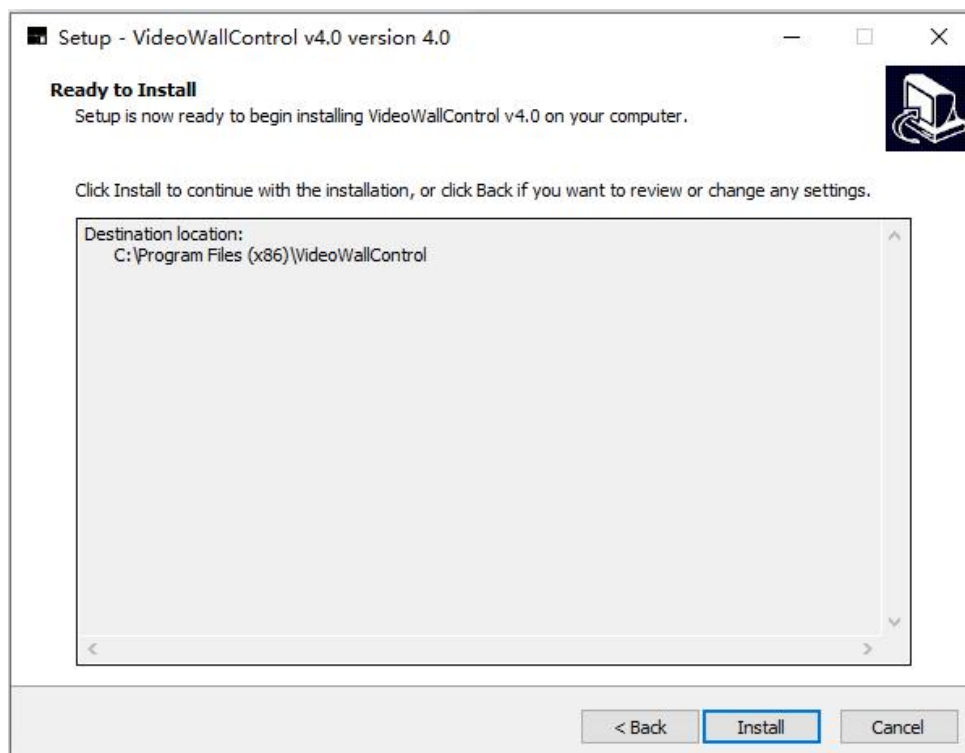 Setup - VideoWallControl v4.0 version 4.0
Ready to Install
Setup is now ready to begin installing VideoWallControl v4.0 on your computer.
Click Install to continue with the installation, or click Back if you want to review or change any settings.
Destination location:
C:\Program Files (x86)\VideoWallControl
< Back Install Cancel